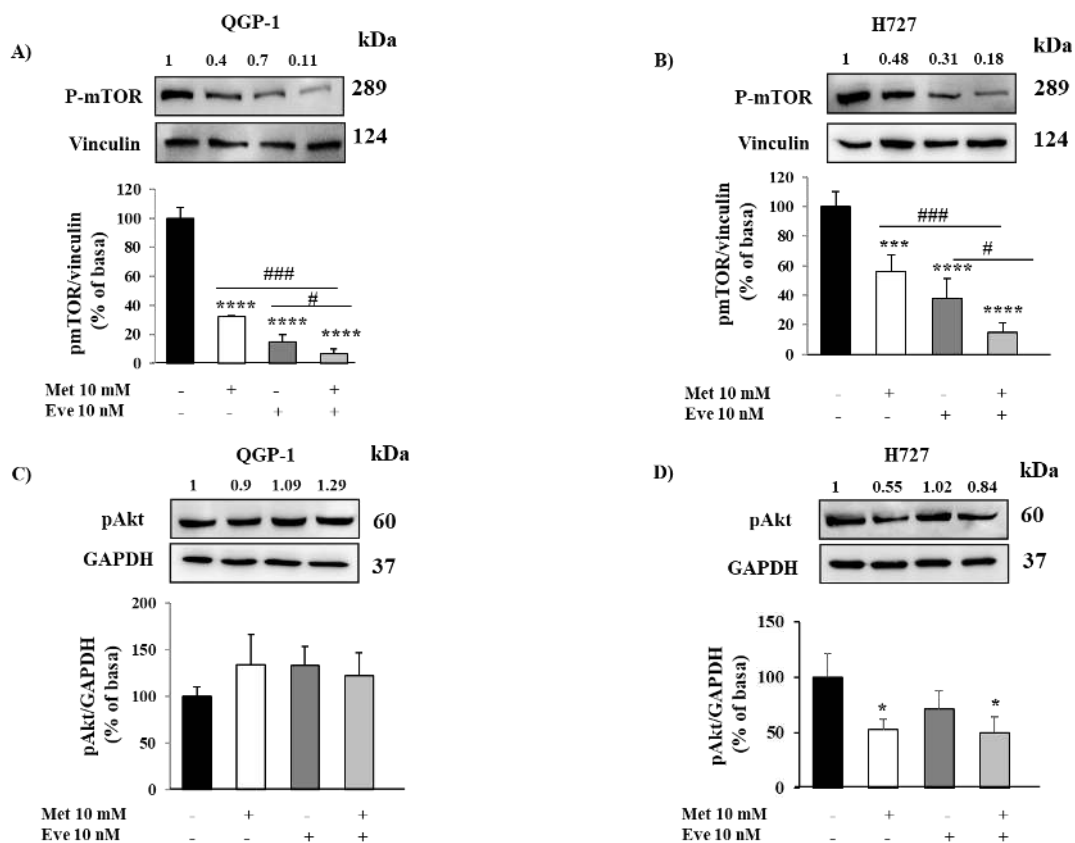 A)
QGP-1
kDa
1 0.4 0.7 0.11
P-mTOR 289
Vinculin 124
pmTOR/vinculin
(% of basa)
120
100
80
60
40
20
0
###
#
**** **** ****
Met 10 mM - + - +
Eve 10 nM - - + +
B)
H727
kDa
1 0.48 0.31 0.18
P-mTOR 289
Vinculin 124
pmTOR/vinculin
(% of basa)
120
100
80
60
40
20
0
###
#
*** **** ****
Met 10 mM - + - +
Eve 10 nM - - + +
C)
QGP-1
kDa
1 0.9 1.09 1.29
pAkt 60
GAPDH 37
pAkt/GAPDH
(% of basa)
200
150
100
50
0
Met 10 mM - + - +
Eve 10 nM - - + +
D)
H727
kDa
1 0.55 1.02 0.84
pAkt 60
GAPDH 37
pAkt/GAPDH
(% of basa)
150
100
50
0
* *
Met 10 mM - + - +
Eve 10 nM - - + +